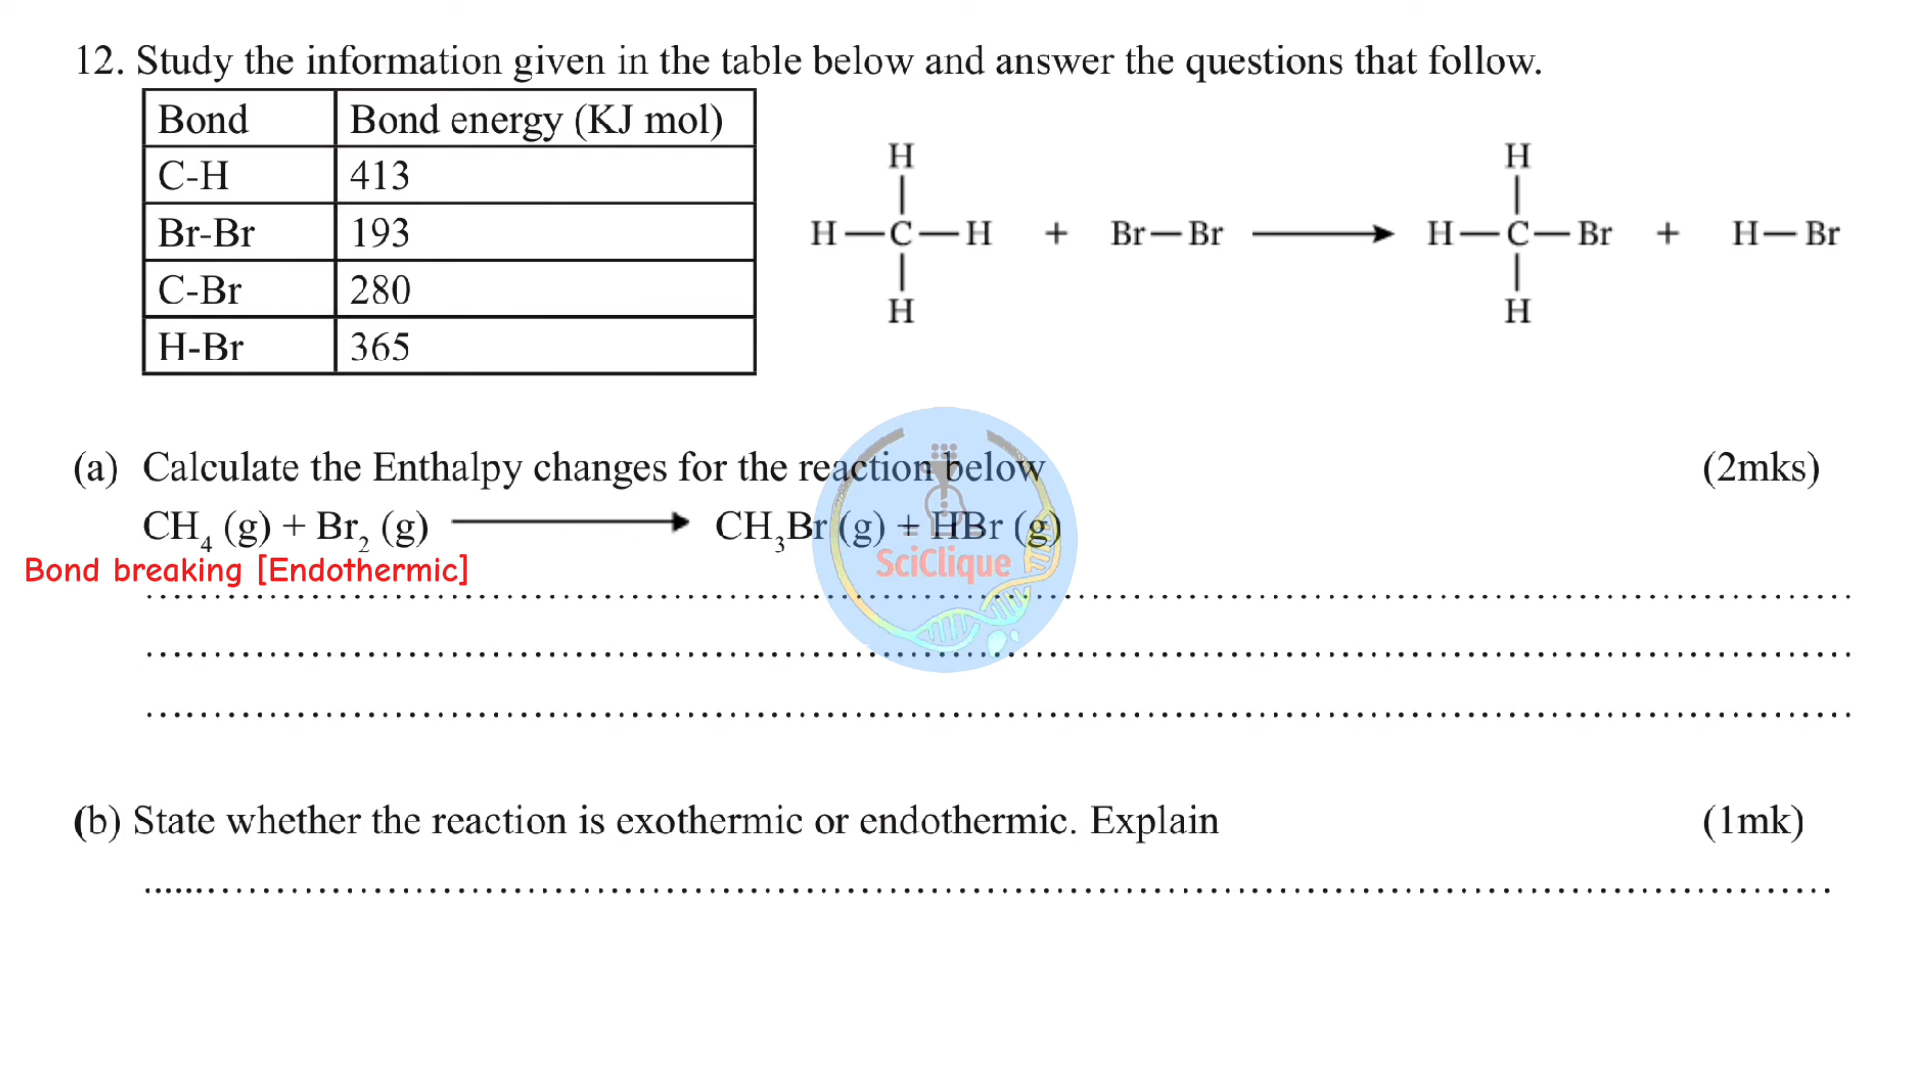 12. Study the information given in the table below and answer the questions that follow.
Bond Bond energy (KJ mol)
C-H 413
Br-Br 193
C-Br 280
H-Br 365
H H
H—C—H + Br—Br → H—C—Br + H—Br
H H
(a) Calculate the Enthalpy changes for the reaction below (2mks)
CH₄ (g) + Br₂ (g) → CH₃Br (g) + HBr (g)
Bond breaking [Endothermic]
SciClique
(b) State whether the reaction is exothermic or endothermic. Explain (1mk)